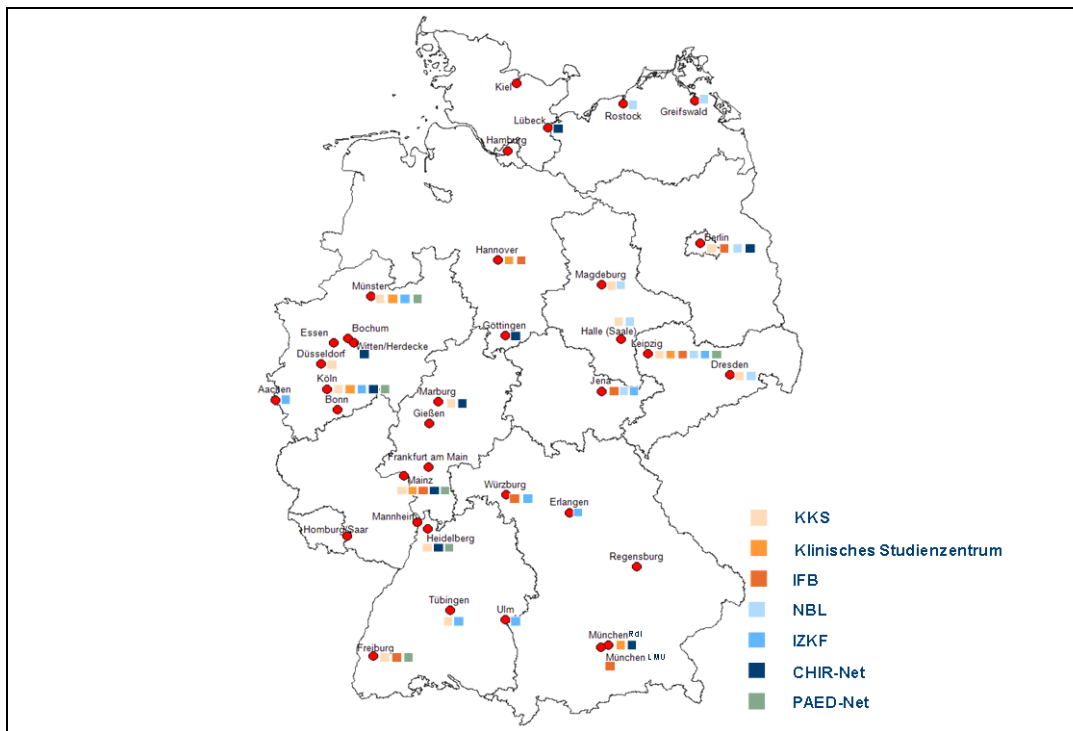 Kiel
Rostock
Greifswald
Lübeck
Hamburg
Berlin
Hannover
Magdeburg
Münster
Göttingen
Halle (Saale)
Leipzig
Essen
Bochum
Witten/Herdecke
Düsseldorf
Dresden
Köln
Aachen
Bonn
Marburg
Jena
Gießen
Frankfurt am Main
Mainz
Würzburg
Erlangen
Mannheim
Homburg/Saar
Heidelberg
Regensburg
Tübingen
Ulm
Freiburg
München RdI
München LMU
KKS
Klinisches Studienzentrum
IFB
NBL
IZKF
CHIR-Net
PAED-Net